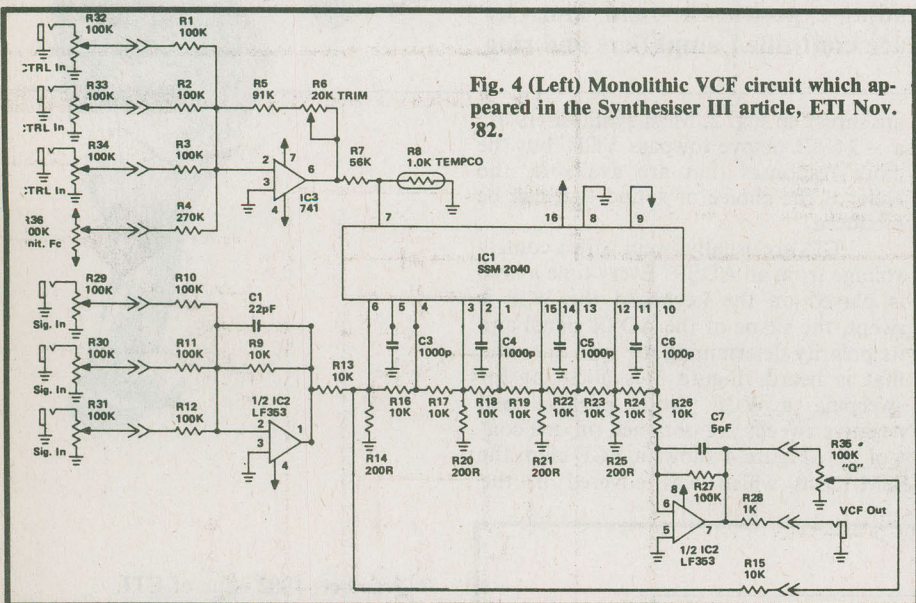 Fig. 4 (Left) Monolithic VCF circuit which ap-
peared in the Synthesiser III article, ETI Nov.
'82.
R32
100K
CTRL In
R1
100K
R33
100K
CTRL In
R2
100K
R5
91K
R6
20K TRIM
R34
100K
CTRL In
R3
100K
2
3
7
6
4
IC3
741
R7
56K
R8
1.0K TEMPCO
R36
00K
nit. Fc
R4
270K
7
16
8
9
IC1
SSM 2040
6
5
4
3
2
1
15
14
13
12
11
10
R29
100K
Sig. In
R10
100K
C1
22pF
R30
100K
Sig. In
R11
100K
R9
10K
R31
100K
Sig. In
R12
100K
2
3
1
4
1/2 IC2
LF353
R13
10K
C3
1000p
C4
1000p
C5
1000p
C6
1000p
R16
10K
R17
10K
R18
10K
R19
10K
R22
10K
R23
10K
R24
10K
R26
10K
R14
200R
R20
200R
R21
200R
R25
200R
C7
5pF
R27
100K
6
5
8
7
1/2 IC2
LF353
R28
1K
R35
100K
"Q"
VCF Out
R15
10K